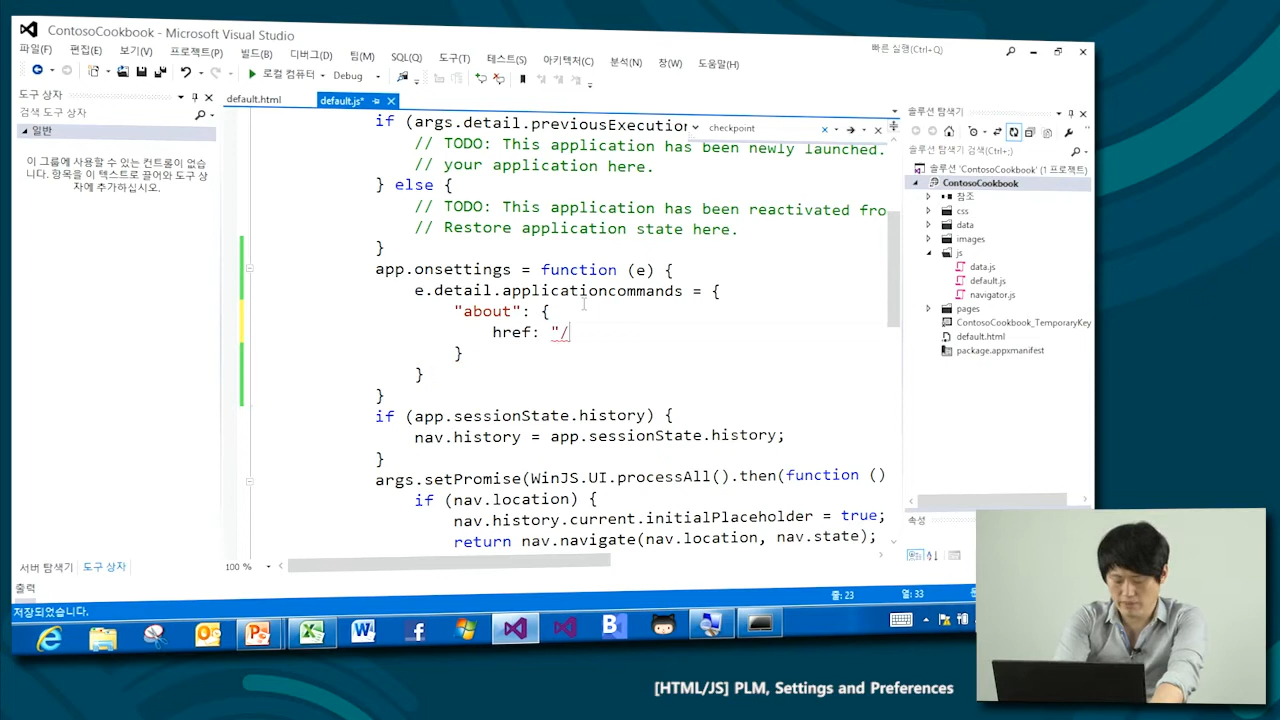 ContosoCookbook - Microsoft Visual Studio
빠른 실행(Ctrl+Q)
파일(F) 편집(E) 보기(V) 프로젝트(P) 빌드(B) 디버그(D) 팀(M) SQL(Q) 도구(T) 테스트(S) 아키텍처(C) 분석(N) 창(W) 도움말(H)
로컬 컴퓨터 Debug
도구 상자
검색 도구 상자
일반
이 그룹에 사용할 수 있는 컨트롤이 없습
니다. 항목을 이 텍스트로 끌어와 도구 상
자에 추가하십시오.
서버 탐색기 도구 상자
출력
default.html default.js*
checkpoint
if (args.detail.previousExecution
// TODO: This application has been newly launched.
// your application here.
} else {
// TODO: This application has been reactivated fro
// Restore application state here.
}
app.onsettings = function (e) {
e.detail.applicationcommands = {
"about": {
href: "/
}
}
}
if (app.sessionState.history) {
nav.history = app.sessionState.history;
}
args.setPromise(WinJS.UI.processAll().then(function ()
if (nav.location) {
nav.history.current.initialPlaceholder = true;
return nav.navigate(nav.location, nav.state);
100 %
솔루션 탐색기
솔루션 탐색기 검색(Ctrl+;)
솔루션 'ContosoCookbook' (1 프로젝트)
ContosoCookbook
참조
css
data
images
js
data.js
default.js
navigator.js
pages
ContosoCookbook_TemporaryKey
default.html
package.appxmanifest
속성
저장되었습니다.
줄: 23 열: 33
[HTML/JS] PLM, Settings and Preferences